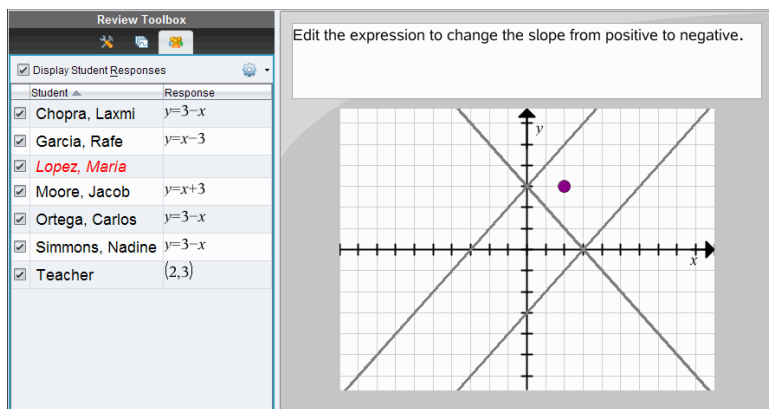 Review Toolbox
Display Student Responses
Student Response
Chopra, Laxmi y=3−x
Garcia, Rafe y=x−3
Lopez, Maria
Moore, Jacob y=x+3
Ortega, Carlos y=3−x
Simmons, Nadine y=3−x
Teacher (2,3)
Edit the expression to change the slope from positive to negative.
y
x